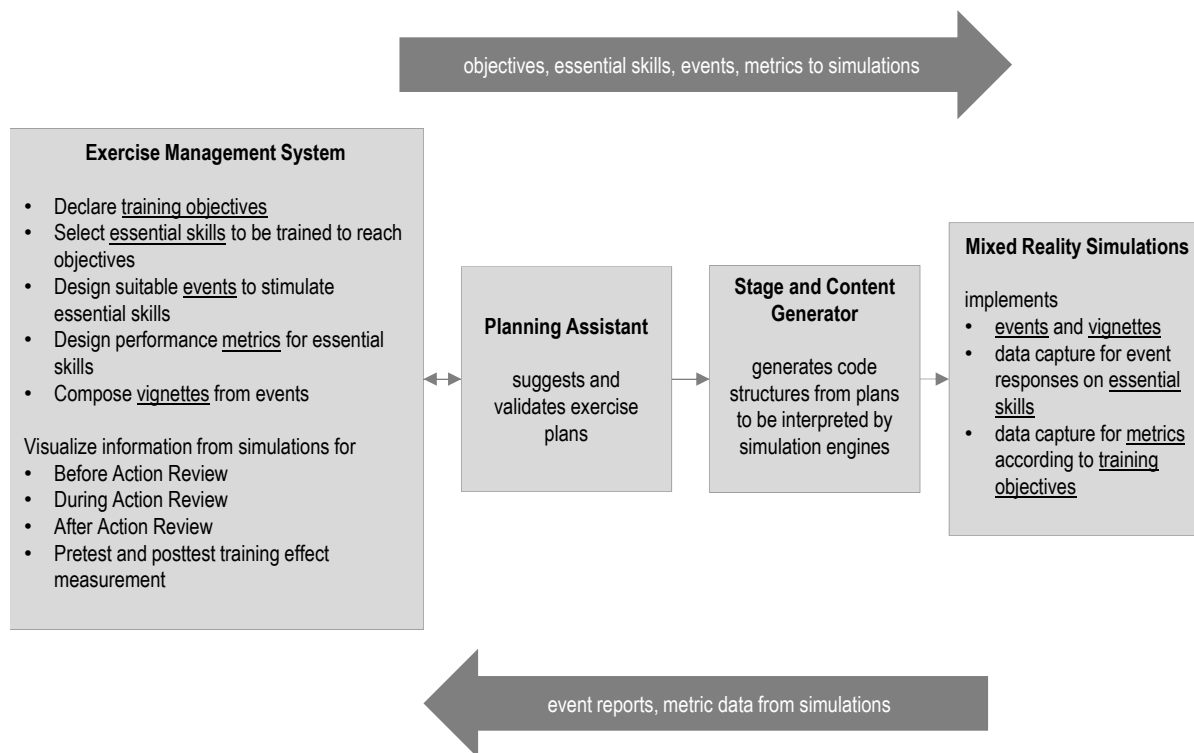 objectives, essential skills, events, metrics to simulations
Exercise Management System
• Declare training objectives
• Select essential skills to be trained to reach
objectives
• Design suitable events to stimulate
essential skills
• Design performance metrics for essential
skills
• Compose vignettes from events
Visualize information from simulations for
• Before Action Review
• During Action Review
• After Action Review
• Pretest and posttest training effect
measurement
Planning Assistant
suggests and
validates exercise
plans
Stage and Content
Generator
generates code
structures from plans
to be interpreted by
simulation engines
Mixed Reality Simulations
implements
• events and vignettes
• data capture for event
responses on essential
skills
• data capture for metrics
according to training
objectives
event reports, metric data from simulations